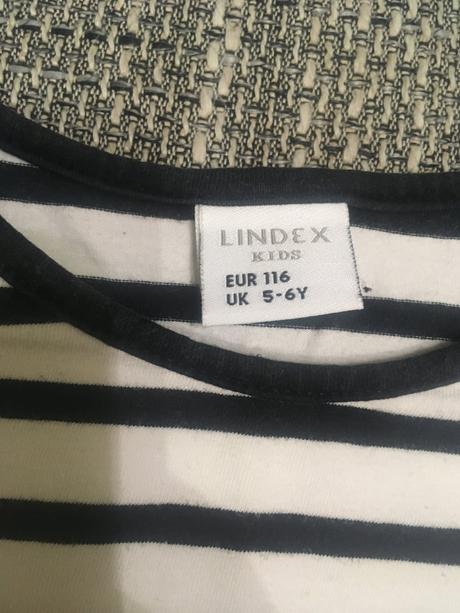 LINDEX
KIDS
EUR 116
UK 5-6Y